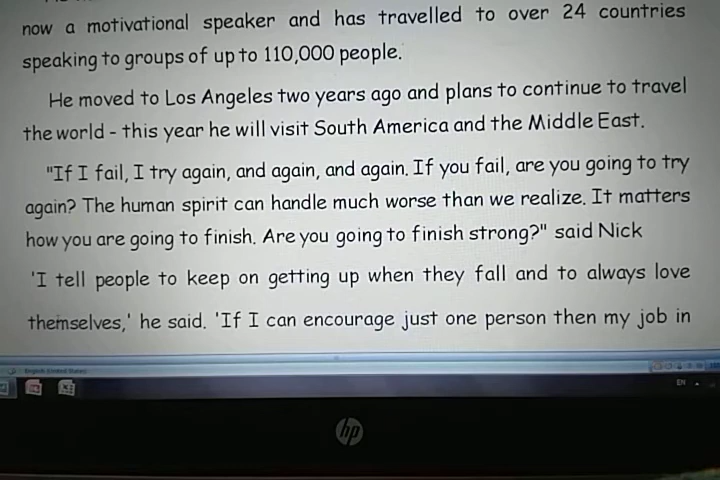 now a motivational speaker and has travelled to over 24 countries
speaking to groups of up to 110,000 people.
He moved to Los Angeles two years ago and plans to continue to travel
the world - this year he will visit South America and the Middle East.
"If I fail, I try again, and again, and again. If you fail, are you going to try
again? The human spirit can handle much worse than we realize. It matters
how you are going to finish. Are you going to finish strong?" said Nick
'I tell people to keep on getting up when they fall and to always love
themselves,' he said. 'If I can encourage just one person then my job in
English (United States)
EN
hp